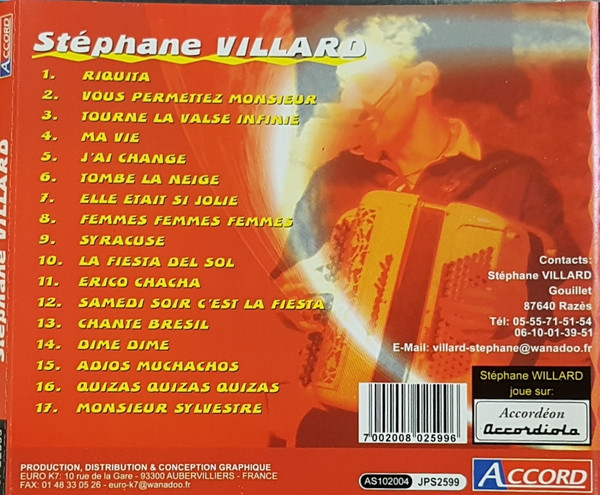 ACCORD
Stéphane VILLARD
1. RIQUITA
2. VOUS PERMETTEZ MONSIEUR
3. TOURNE LA VALSE INFINIE
4. MA VIE
5. J'AI CHANGE
6. TOMBE LA NEIGE
7. ELLE ETAIT SI JOLIE
8. FEMMES FEMMES FEMMES
9. SYRACUSE
10. LA FIESTA DEL SOL
11. ERICO CHACHA
12. SAMEDI SOIR C'EST LA FIESTA
13. CHANTE BRESIL
14. DIME DIME
15. ADIOS MUCHACHOS
16. QUIZAS QUIZAS QUIZAS
17. MONSIEUR SYLVESTRE
Stéphane VILLARD
Contacts:
Stéphane VILLARD
Gouillet
87640 Razès
Tél: 05-55-71-51-54
06-10-01-39-51
E-Mail: villard-stephane@wanadoo.fr
7 002008 025996
Stéphane WILLARD
joue sur:
Accordéon
Accordiola
PRODUCTION, DISTRIBUTION & CONCEPTION GRAPHIQUE
EURO K7: 10 rue de la Gare - 93300 AUBERVILLIERS - FRANCE
FAX: 01 48 33 05 26 - euro-k7@wanadoo.fr
AS102004 JPS2599
ACCORD